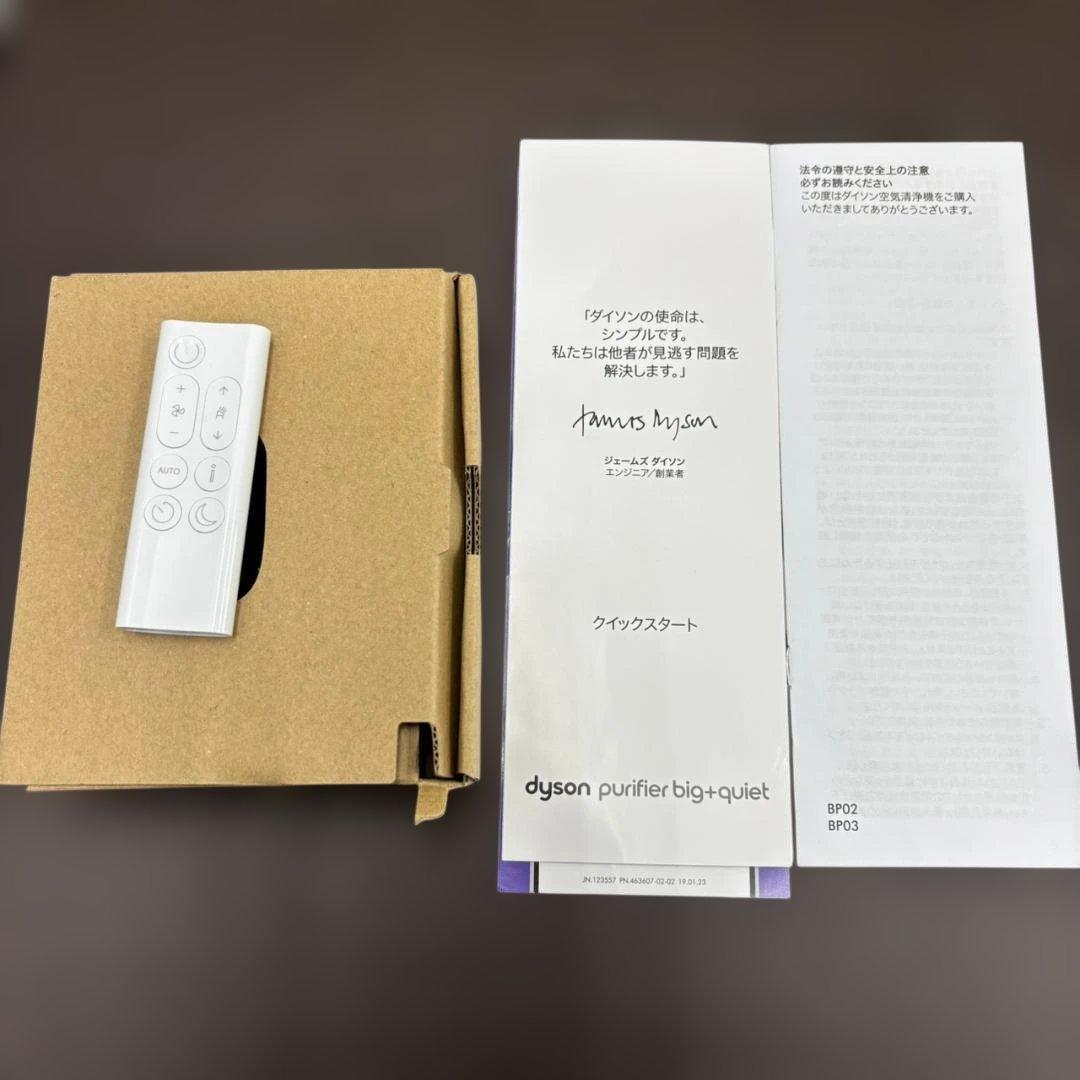 AUTO
「ダイソンの使命は、
シンプルです。
私たちは他者が見逃す問題を
解決します。」
James Dyson
ジェームズ ダイソン
エンジニア/創業者
クイックスタート
dyson purifier big+quiet
JN.123557 PN.463607-02-02 19.01.23
法令の遵守と安全上の注意
必ずお読みください
この度はダイソン空気清浄機をご購入
いただきましてありがとうございます。
BP02
BP03